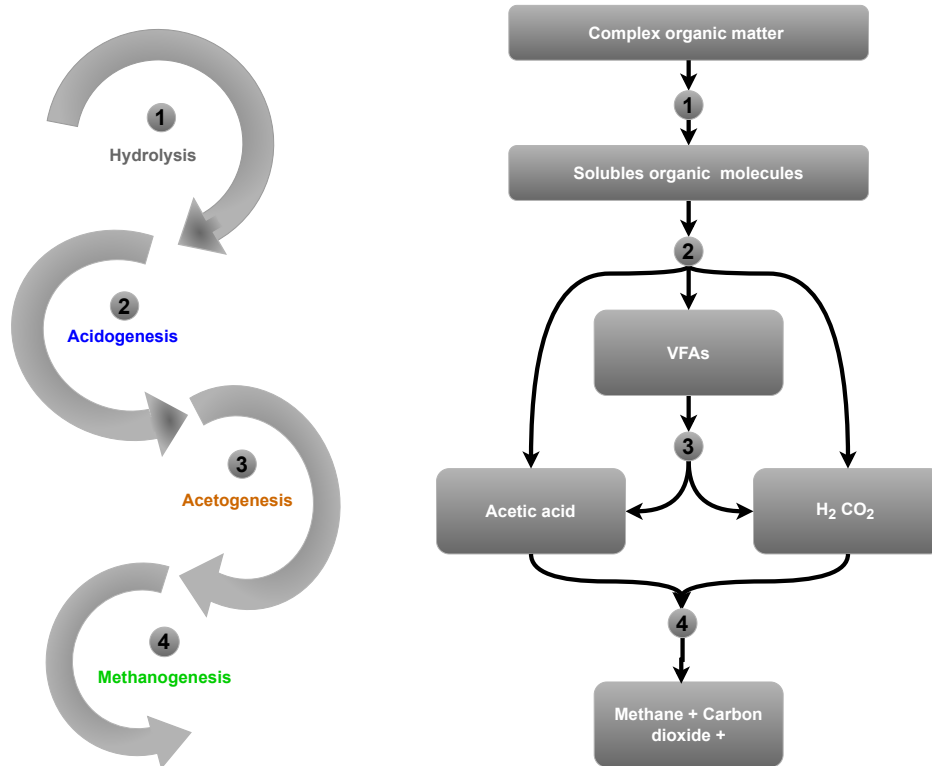 1
Hydrolysis
2
Acidogenesis
3
Acetogenesis
4
Methanogenesis
Complex organic matter
1
Solubles organic molecules
2
VFAs
3
Acetic acid
H₂ CO₂
4
Methane + Carbon
dioxide +